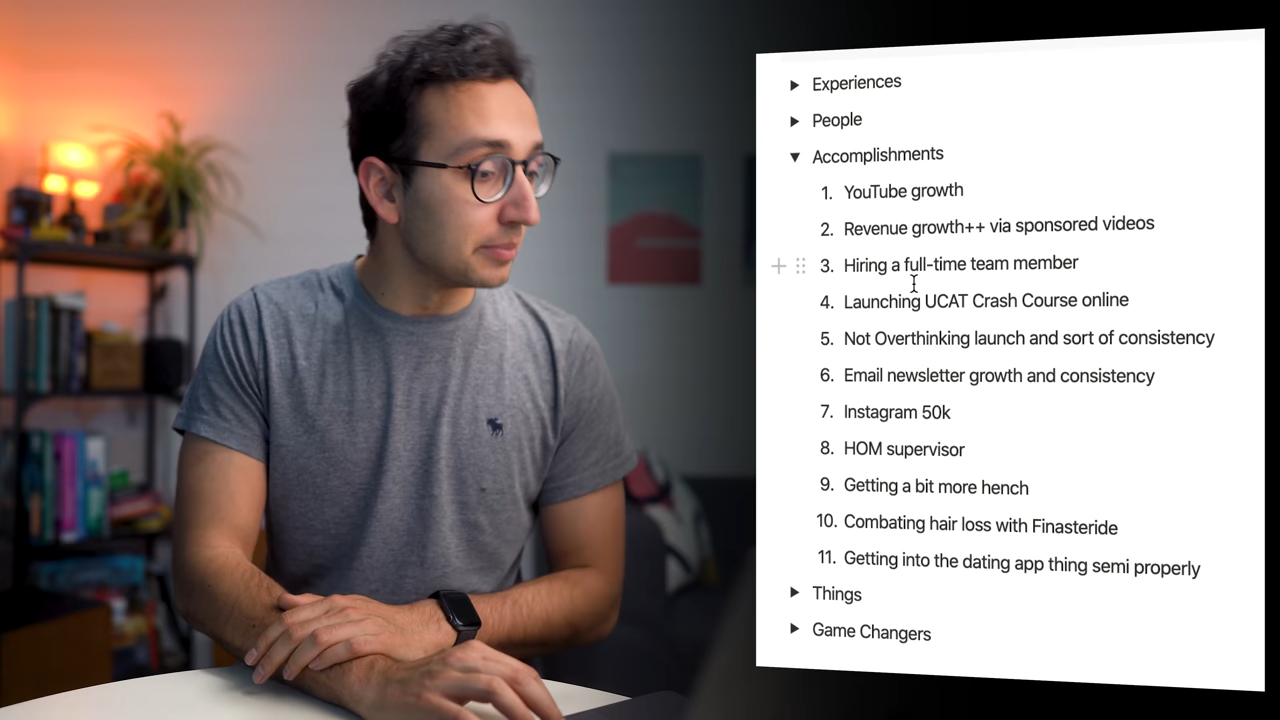 Experiences
People
Accomplishments
1. YouTube growth
2. Revenue growth++ via sponsored videos
3. Hiring a full-time team member
4. Launching UCAT Crash Course online
5. Not Overthinking launch and sort of consistency
6. Email newsletter growth and consistency
7. Instagram 50k
8. HOM supervisor
9. Getting a bit more hench
10. Combating hair loss with Finasteride
11. Getting into the dating app thing semi properly
Things
Game Changers